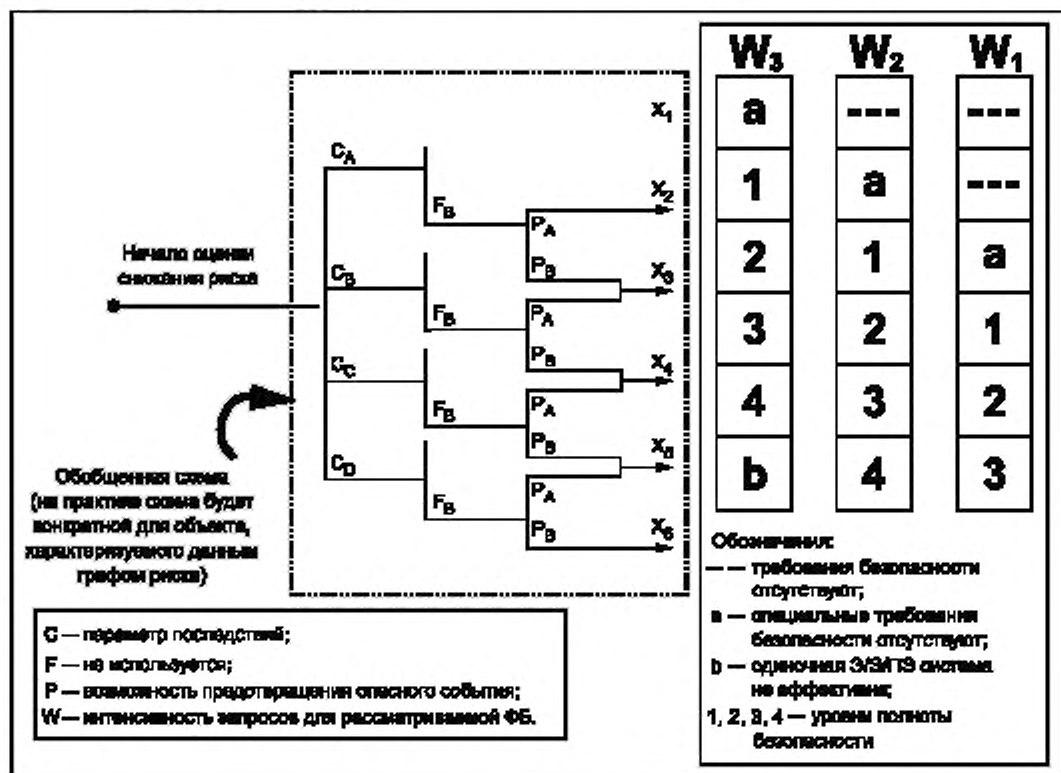 W3 W2 W1
a --- ---
1 a ---
2 1 a
3 2 1
4 3 2
b 4 3
X1
CA
FB
PA
X2
PB
X3
CB
FB
PA
PB
X4
CC
FB
PA
PB
X5
CD
FB
PA
PB
X6
Начало оценки
снижения риска
Обобщенная схема
(на практике схема будет
конкретной для объекта,
характеризуемого данным
графом риска)
C — параметр последствий;
F — не используется;
P — возможность предотвращения опасного события;
W — интенсивность запросов для рассматриваемой ФБ.
Обозначения:
--- — требования безопасности
отсутствуют;
a — специальные требования
безопасности отсутствуют;
b — одиночная Э/Э/ПЭ система
не эффективна;
1, 2, 3, 4 — уровни полноты
безопасности